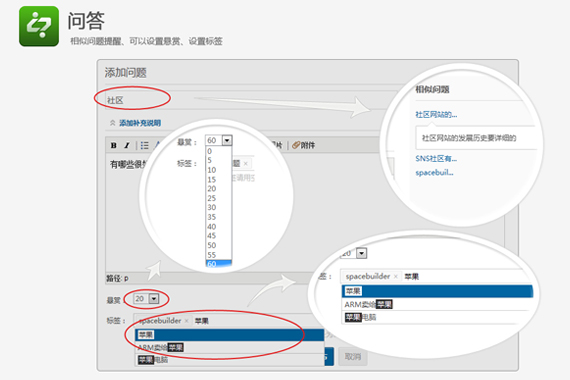 问答
相似问题提醒、可以设置悬赏、设置标签
添加问题
社区
添加补充说明
B I
附件
有哪些很
悬赏： 60
0
5
10
15
20
25
30
35
40
45
50
55
60
标签：
题 ×
相似问题
社区网站的...
社区网站的发展历史要详细的
SNS社区有...
spacebuil...
路径: p
悬赏 20
标签： spacebuilder × 苹果
苹果
ARM卖给苹果
苹果电脑
取消
20
签： spacebuilder × 苹果
苹果
ARM卖给苹果
苹果电脑